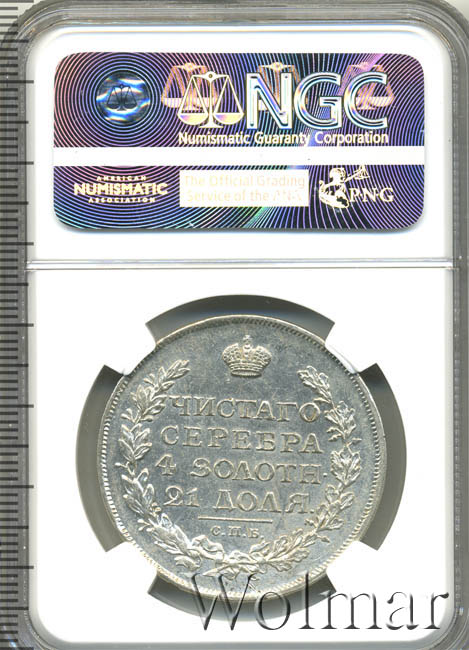 NGC
Numismatic Guaranty Corporation
AMERICAN
NUMISMATIC
ASSOCIATION
The Official Grading
Service of the ANA
PNG
ЧИСТАГО
СЕРЕБРА
4 ЗОЛОТН.
21 ДОЛЯ.
С.П.Б.
Wolmar